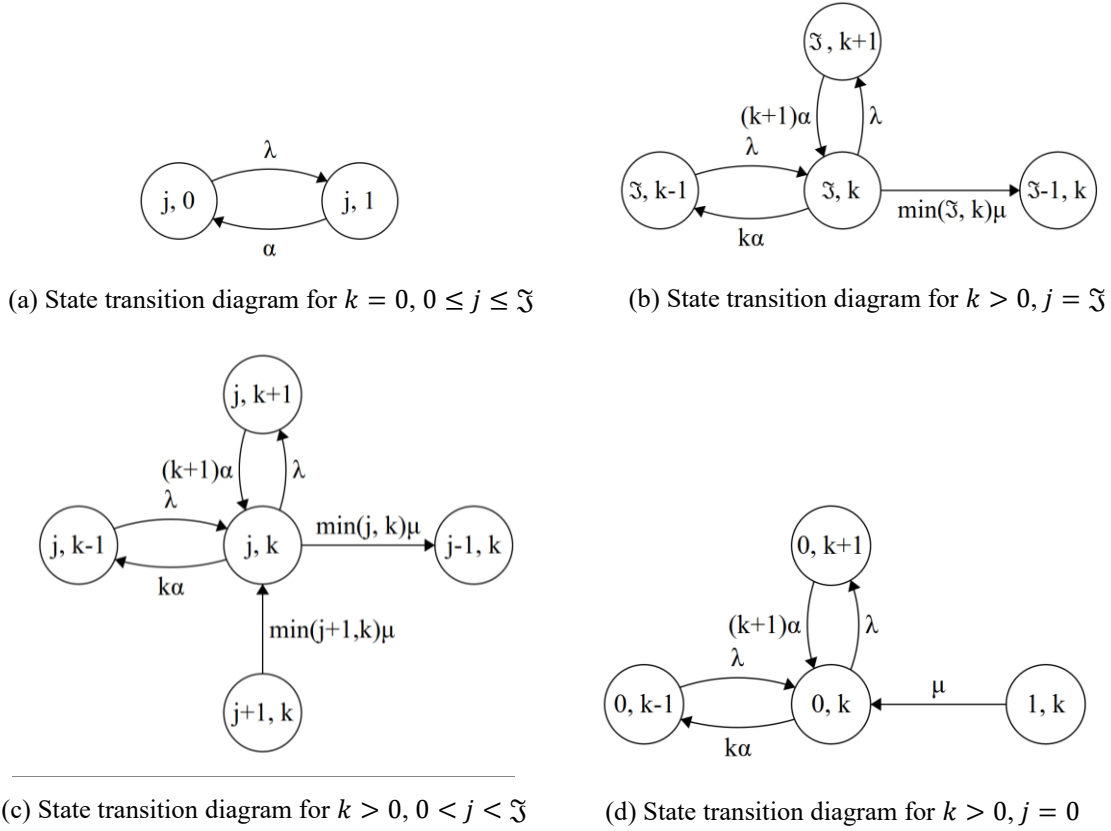 λ
j, 0
j, 1
α
(a) State transition diagram for 𝑘 = 0, 0 ≤ 𝑗 ≤ ℑ
ℑ, k+1
(k+1)α
λ
λ
ℑ, k-1
ℑ, k
ℑ-1, k
min(ℑ, k)μ
kα
(b) State transition diagram for 𝑘 > 0, 𝑗 = ℑ
j, k+1
(k+1)α
λ
λ
j, k-1
j, k
min(j, k)μ
j-1, k
kα
min(j+1,k)μ
j+1, k
(c) State transition diagram for 𝑘 > 0, 0 < 𝑗 < ℑ
0, k+1
(k+1)α
λ
λ
0, k-1
0, k
μ
1, k
kα
(d) State transition diagram for 𝑘 > 0, 𝑗 = 0